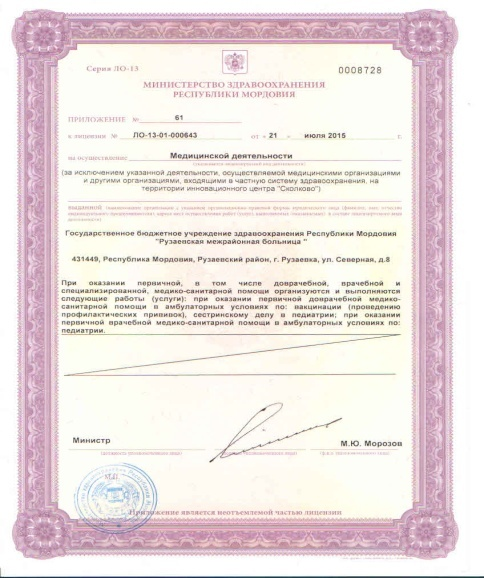 Серия ЛО-13
0008728
МИНИСТЕРСТВО ЗДРАВООХРАНЕНИЯ
РЕСПУБЛИКИ МОРДОВИЯ
ПРИЛОЖЕНИЕ № 61
к лицензии № ЛО-13-01-000643 от « 21 » июля 2015 г.
на осуществление Медицинской деятельности
(за исключением указанной деятельности, осуществляемой медицинскими организациями
и другими организациями, входящими в частную систему здравоохранения, на
территории инновационного центра "Сколково")
Государственное бюджетное учреждение здравоохранения Республики Мордовия
"Рузаевская межрайонная больница "
431449, Республика Мордовия, Рузаевский район, г. Рузаевка, ул. Северная, д.8
При оказании первичной, в том числе доврачебной, врачебной и
специализированной, медико-санитарной помощи организуются и выполняются
следующие работы (услуги): при оказании первичной доврачебной медико-
санитарной помощи в амбулаторных условиях по: вакцинации (проведению
профилактических прививок), сестринскому делу в педиатрии; при оказании
первичной врачебной медико-санитарной помощи в амбулаторных условиях по:
педиатрии.
Министр
М.Ю. Морозов
М.П.
Приложение является неотъемлемой частью лицензии